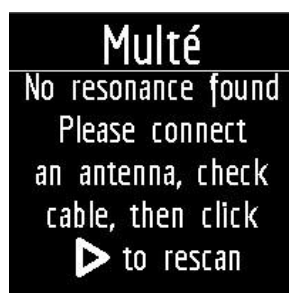 Multé
No resonance found
Please connect
an antenna, check
cable, then click
▷ to rescan